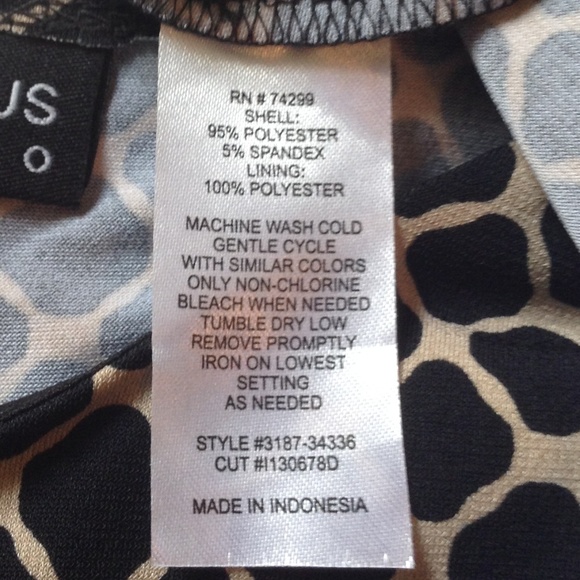 US
0
RN # 74299
SHELL:
95% POLYESTER
5% SPANDEX
LINING:
100% POLYESTER
MACHINE WASH COLD
GENTLE CYCLE
WITH SIMILAR COLORS
ONLY NON-CHLORINE
BLEACH WHEN NEEDED
TUMBLE DRY LOW
REMOVE PROMPTLY
IRON ON LOWEST
SETTING
AS NEEDED
STYLE #3187-34336
CUT #I130678D
MADE IN INDONESIA